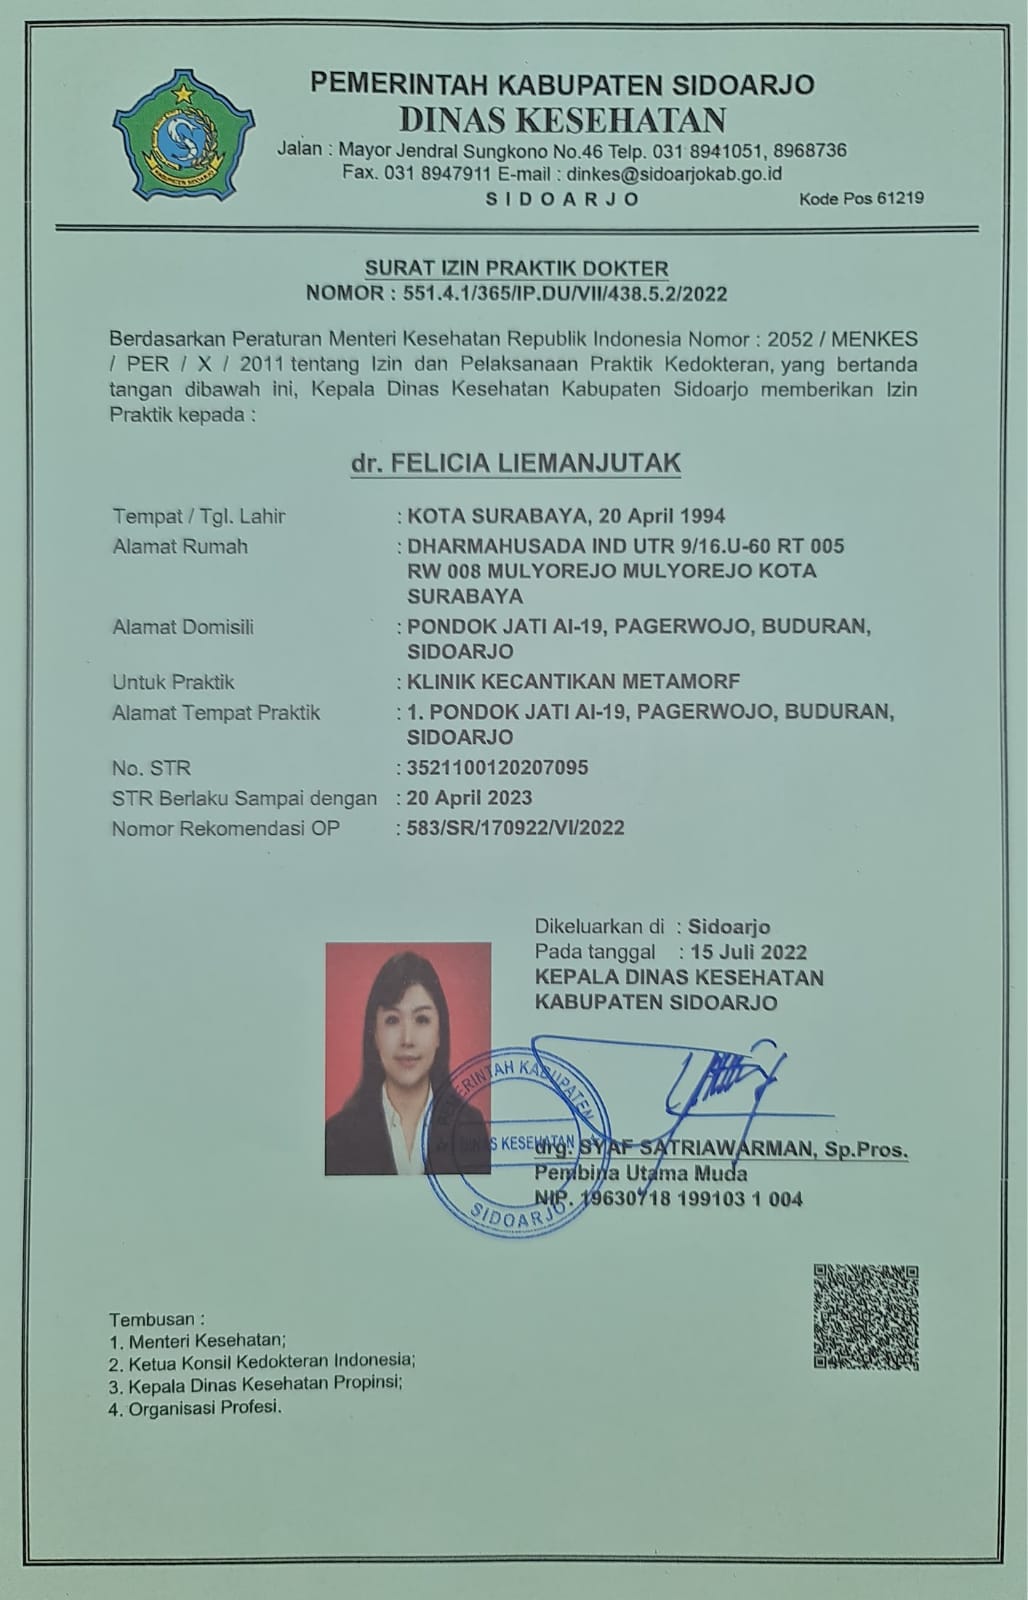 PEMERINTAH KABUPATEN SIDOARJO
DINAS KESEHATAN
Jalan : Mayor Jendral Sungkono No.46 Telp. 031 8941051, 8968736
Fax. 031 8947911 E-mail : dinkes@sidoarjokab.go.id
SIDOARJO
Kode Pos 61219
KABUPATEN SIDOARJO
SURAT IZIN PRAKTIK DOKTER
NOMOR : 551.4.1/365/IP.DU/VII/438.5.2/2022
Berdasarkan Peraturan Menteri Kesehatan Republik Indonesia Nomor : 2052 / MENKES
/ PER / X / 2011 tentang Izin dan Pelaksanaan Praktik Kedokteran, yang bertanda
tangan dibawah ini, Kepala Dinas Kesehatan Kabupaten Sidoarjo memberikan Izin
Praktik kepada :
dr. FELICIA LIEMANJUTAK
Tempat / Tgl. Lahir : KOTA SURABAYA, 20 April 1994
Alamat Rumah : DHARMAHUSADA IND UTR 9/16.U-60 RT 005
RW 008 MULYOREJO MULYOREJO KOTA
SURABAYA
Alamat Domisili : PONDOK JATI AI-19, PAGERWOJO, BUDURAN,
SIDOARJO
Untuk Praktik : KLINIK KECANTIKAN METAMORF
Alamat Tempat Praktik : 1. PONDOK JATI AI-19, PAGERWOJO, BUDURAN,
SIDOARJO
No. STR : 3521100120207095
STR Berlaku Sampai dengan : 20 April 2023
Nomor Rekomendasi OP : 583/SR/170922/VI/2022
Dikeluarkan di : Sidoarjo
Pada tanggal : 15 Juli 2022
KEPALA DINAS KESEHATAN
KABUPATEN SIDOARJO
PEMERINTAH KABUPATEN
DINAS KESEHATAN
SIDOARJO
drg. SYAF SATRIAWARMAN, Sp.Pros.
Pembina Utama Muda
NIP. 19630718 199103 1 004
Tembusan :
1. Menteri Kesehatan;
2. Ketua Konsil Kedokteran Indonesia;
3. Kepala Dinas Kesehatan Propinsi;
4. Organisasi Profesi.